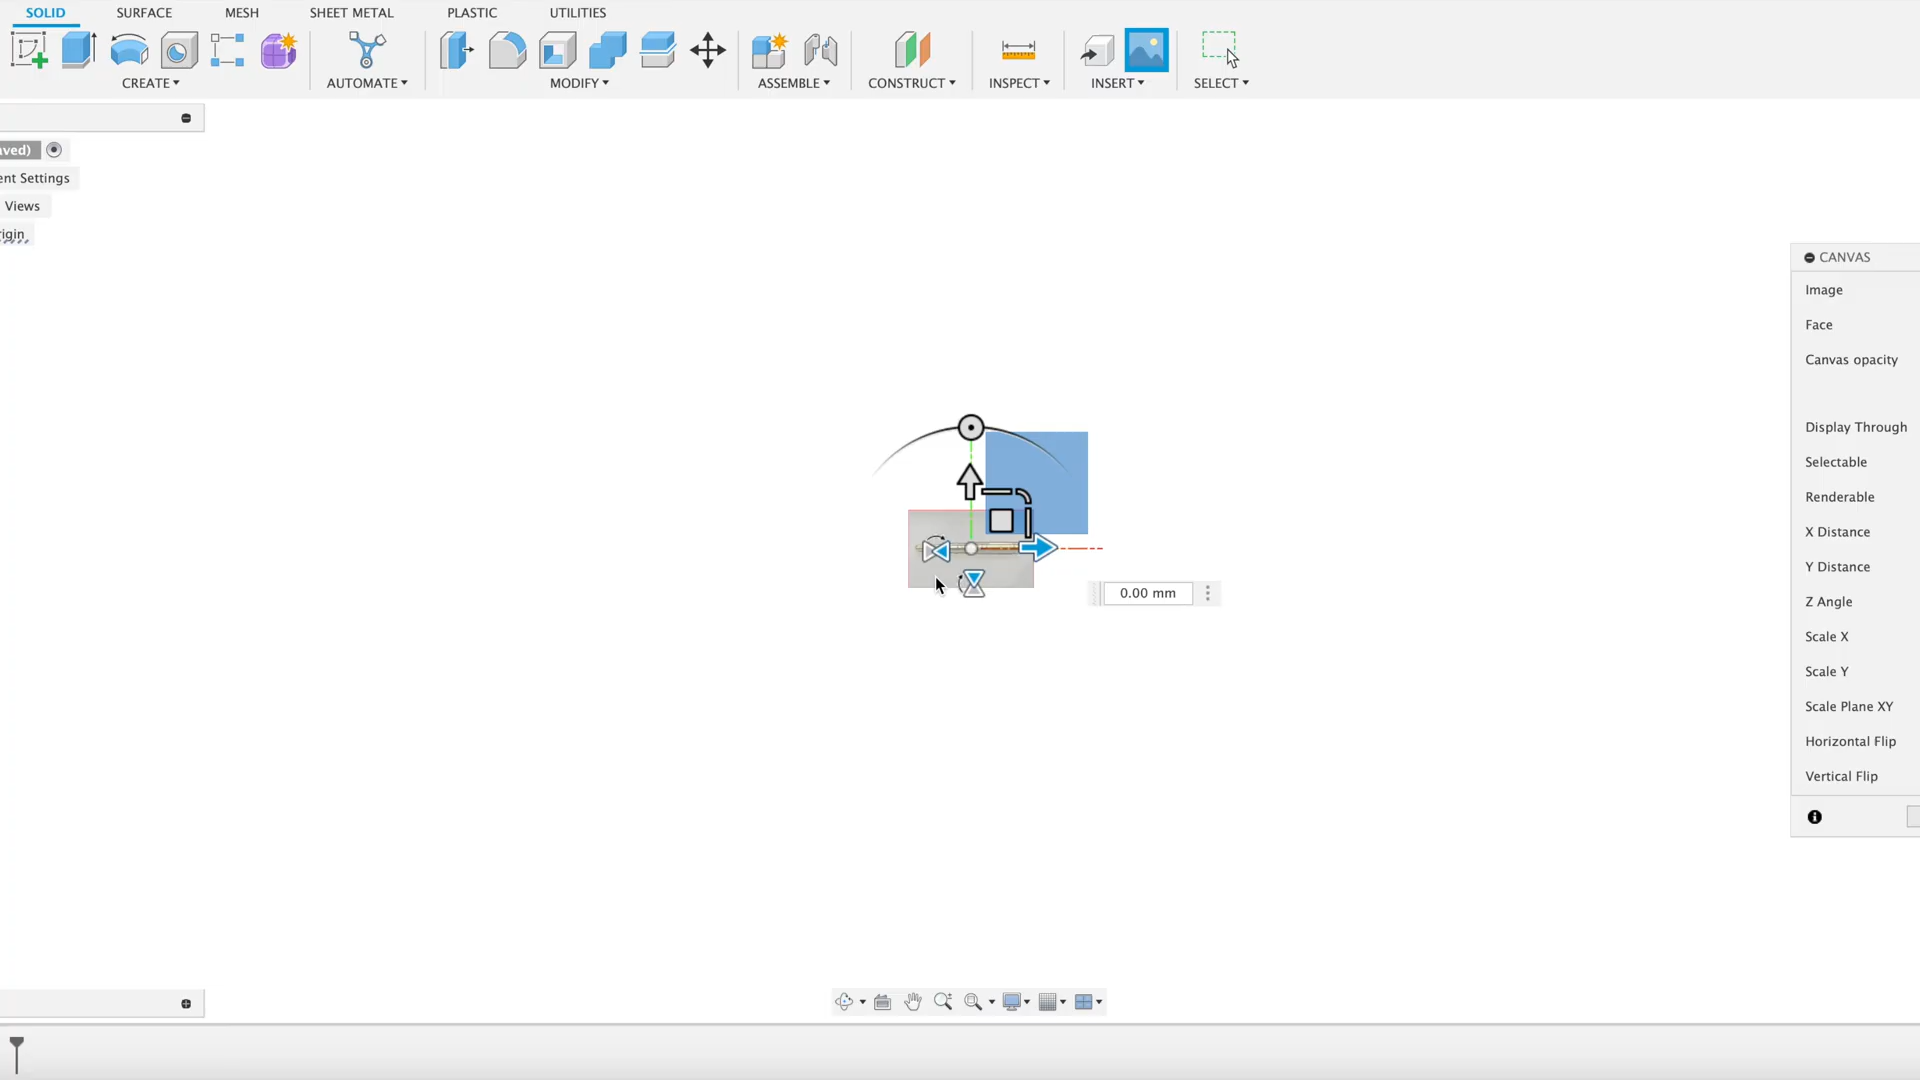 SOLID SURFACE MESH SHEET METAL PLASTIC UTILITIES
CREATE AUTOMATE MODIFY ASSEMBLE CONSTRUCT INSPECT INSERT SELECT
aved)
ent Settings
Views
rigin
CANVAS
Image
Face
Canvas opacity
Display Through
Selectable
Renderable
X Distance
Y Distance
Z Angle
Scale X
Scale Y
Scale Plane XY
Horizontal Flip
Vertical Flip
0.00 mm